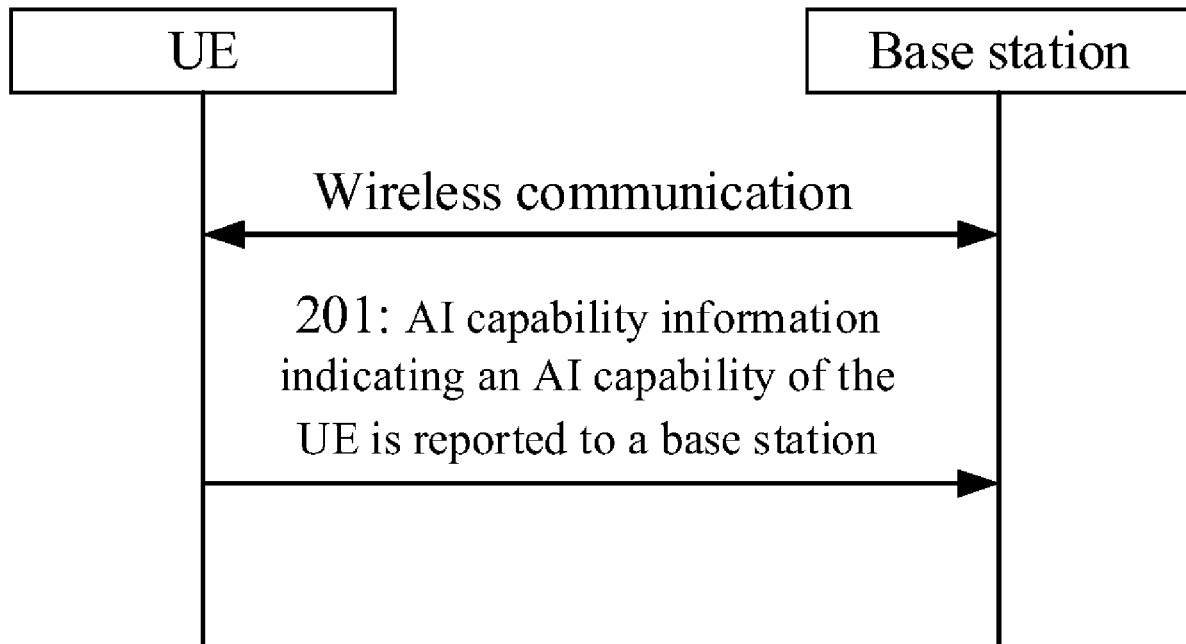 UE
Base station
Wireless communication
201: AI capability information
indicating an AI capability of the
UE is reported to a base station